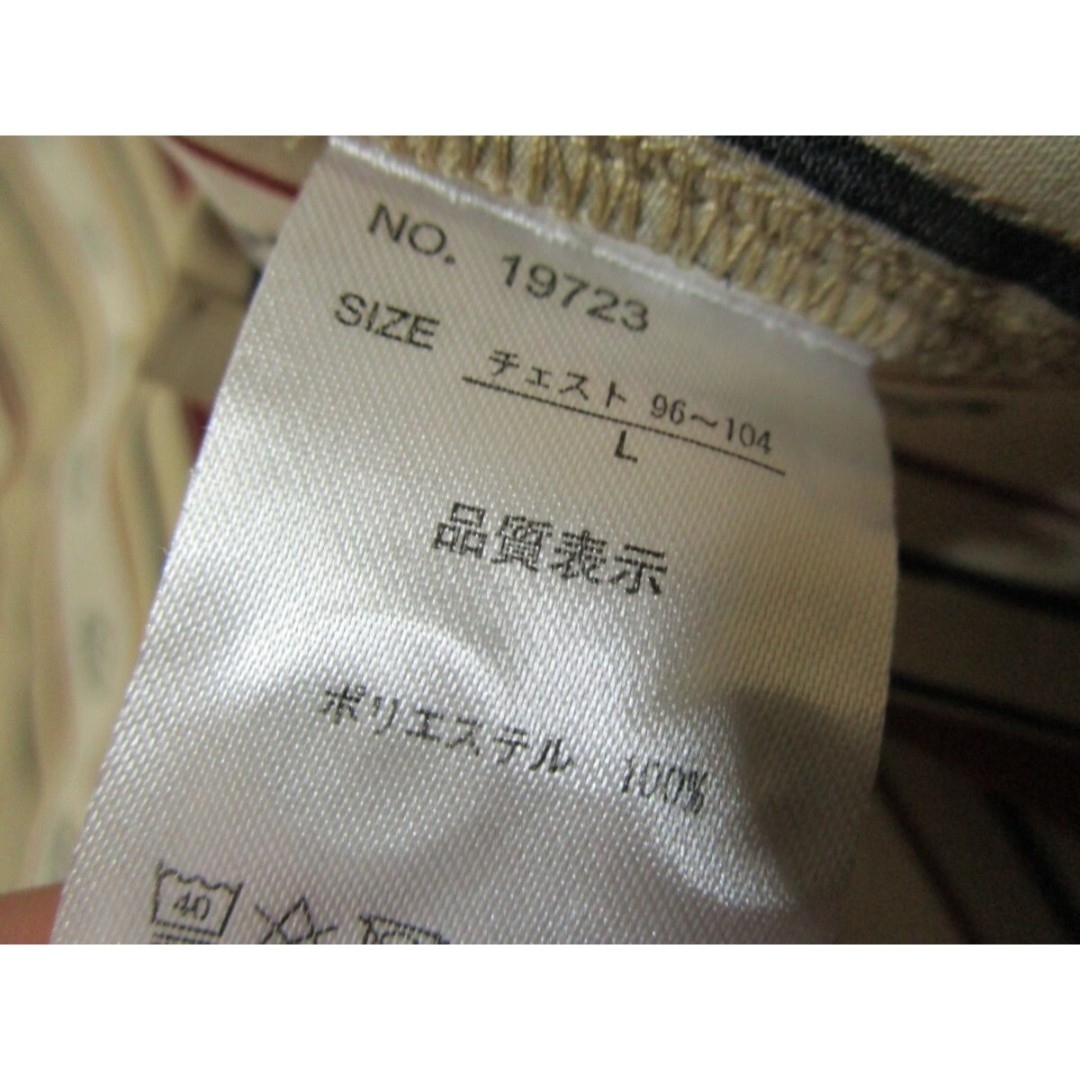 NO. 19723
SIZE チェスト 96～104
L
品質表示
ポリエステル 100%
40